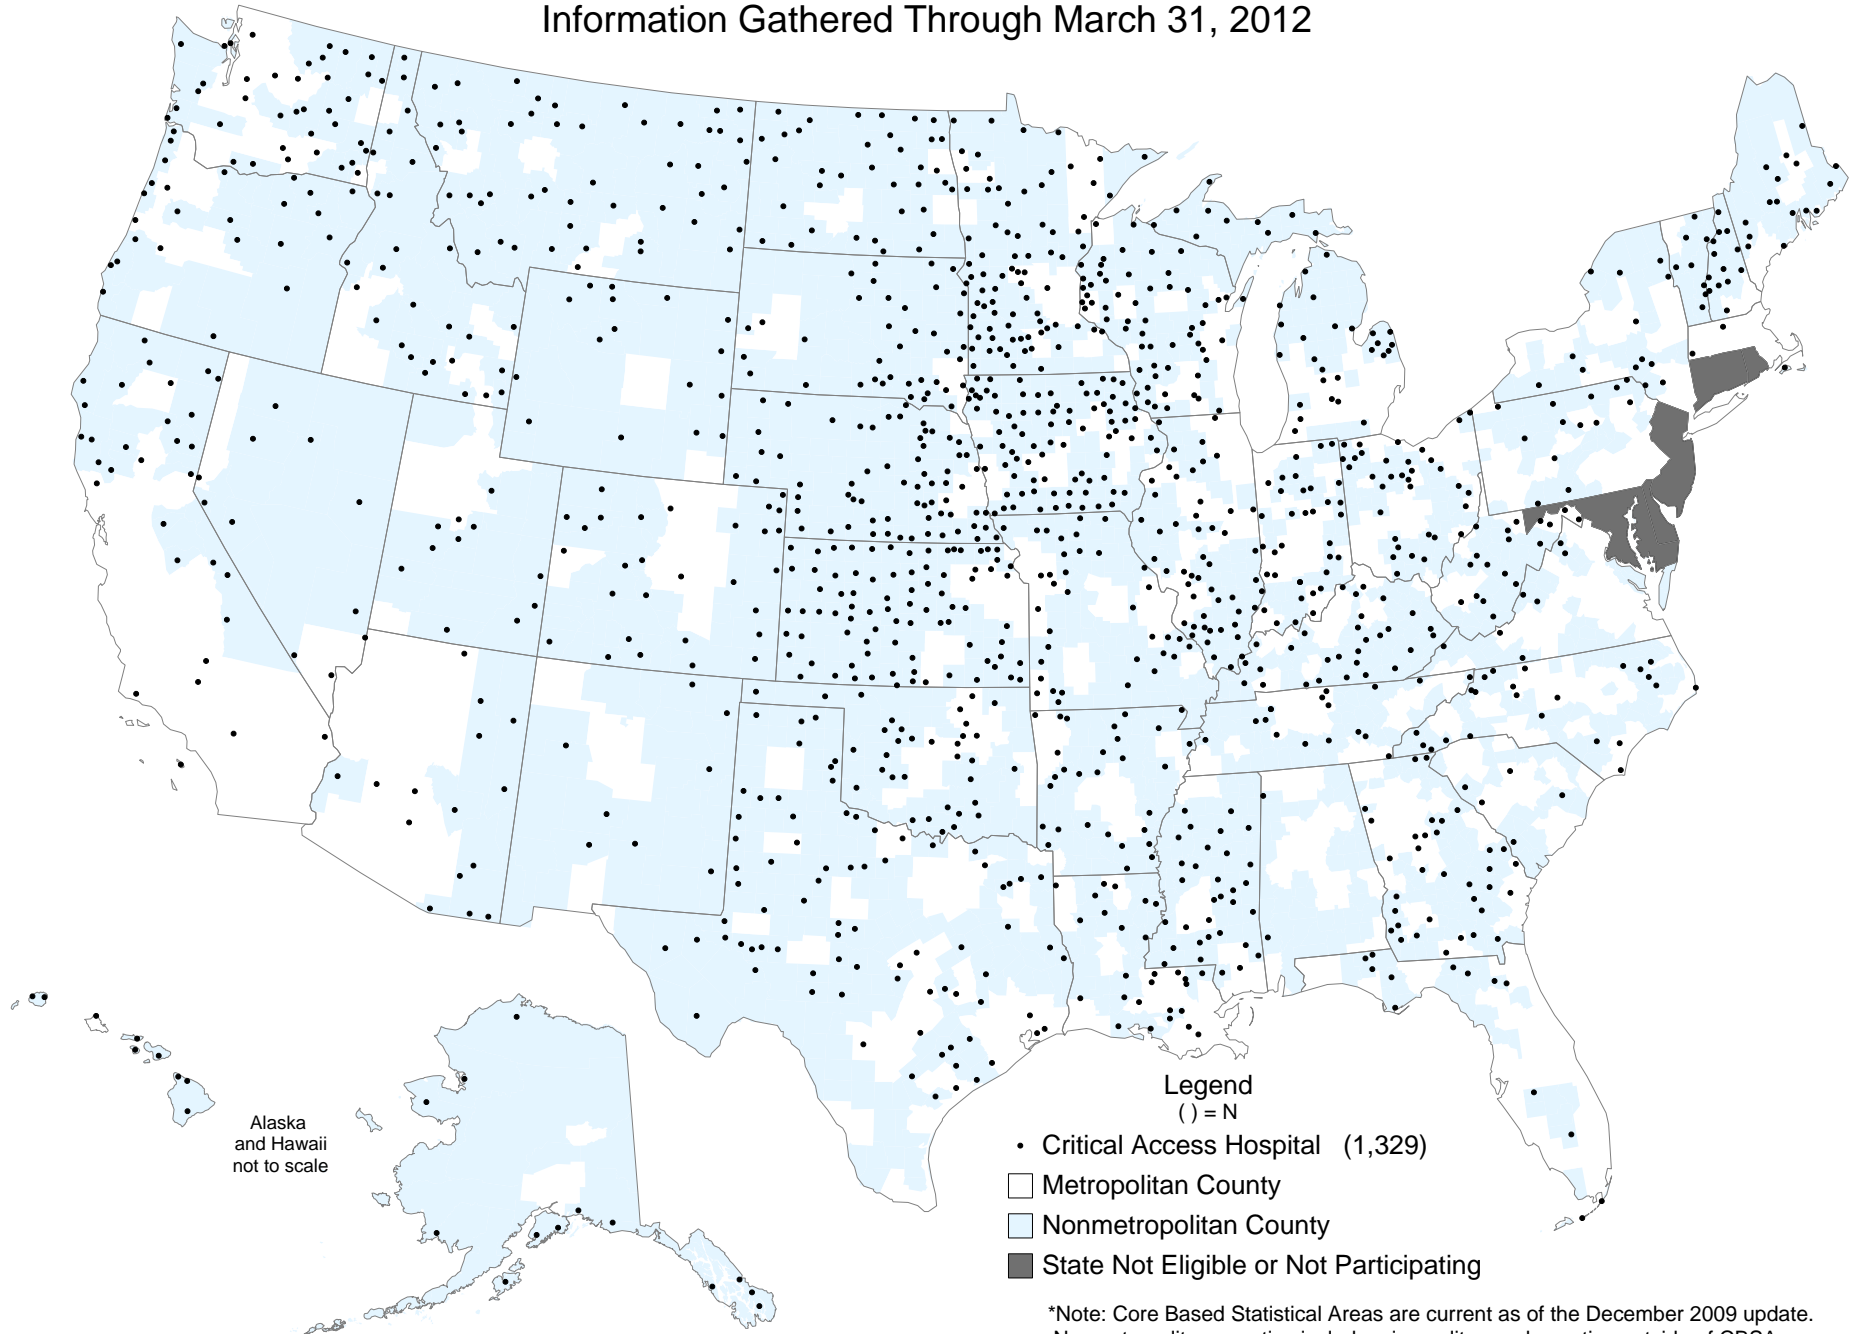 Information Gathered Through March 31, 2012
Alaska
and Hawaii
not to scale
Legend
( ) = N
Critical Access Hospital (1,329)
Metropolitan County
Nonmetropolitan County
State Not Eligible or Not Participating
*Note: Core Based Statistical Areas are current as of the December 2009 update.